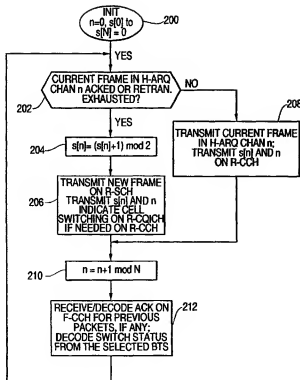 INIT
n=0, s[0] to
s[N] = 0
200
YES
CURRENT FRAME IN H-ARQ
CHAN n ACKED OR RETRAN.
EXHAUSTED?
202
NO
YES
208
204
s[n]= (s[n]+1) mod 2
TRANSMIT CURRENT FRAME
IN H-ARQ CHAN n;
TRANSMIT s[n] AND n
ON R-CCH
206
TRANSMIT NEW FRAME
ON R-SCH
TRANSMIT s[n] AND n
INDICATE CELL
SWITCHING ON R-CQICH
IF NEEDED ON R-CCH
210
n = n+1 mod N
212
RECEIVE/DECODE ACK ON
F-CCH FOR PREVIOUS
PACKETS, IF ANY;
DECODE SWITCH STATUS
FROM THE SELECTED BTS